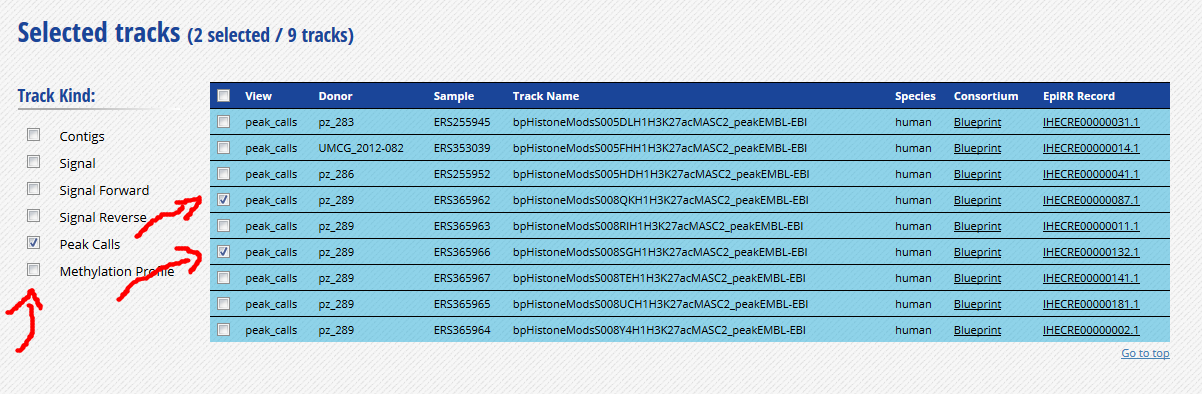 Selected tracks (2 selected / 9 tracks)
Track Kind:
Contigs
Signal
Signal Forward
Signal Reverse
Peak Calls
Methylation Profile
View Donor Sample Track Name Species Consortium EpiRR Record
peak_calls pz_283 ERS255945 bpHistoneModsS005DLH1H3K27acMASC2_peakEMBL-EBI human Blueprint IHECRE00000031.1
peak_calls UMCG_2012-082 ERS353039 bpHistoneModsS005FHH1H3K27acMASC2_peakEMBL-EBI human Blueprint IHECRE00000014.1
peak_calls pz_286 ERS255952 bpHistoneModsS005HDH1H3K27acMASC2_peakEMBL-EBI human Blueprint IHECRE00000041.1
peak_calls pz_289 ERS365962 bpHistoneModsS008QKH1H3K27acMASC2_peakEMBL-EBI human Blueprint IHECRE00000087.1
peak_calls pz_289 ERS365963 bpHistoneModsS008RIH1H3K27acMASC2_peakEMBL-EBI human Blueprint IHECRE00000011.1
peak_calls pz_289 ERS365966 bpHistoneModsS008SGH1H3K27acMASC2_peakEMBL-EBI human Blueprint IHECRE00000132.1
peak_calls pz_289 ERS365967 bpHistoneModsS008TEH1H3K27acMASC2_peakEMBL-EBI human Blueprint IHECRE00000141.1
peak_calls pz_289 ERS365965 bpHistoneModsS008UCH1H3K27acMASC2_peakEMBL-EBI human Blueprint IHECRE00000181.1
peak_calls pz_289 ERS365964 bpHistoneModsS008Y4H1H3K27acMASC2_peakEMBL-EBI human Blueprint IHECRE00000002.1
Go to top